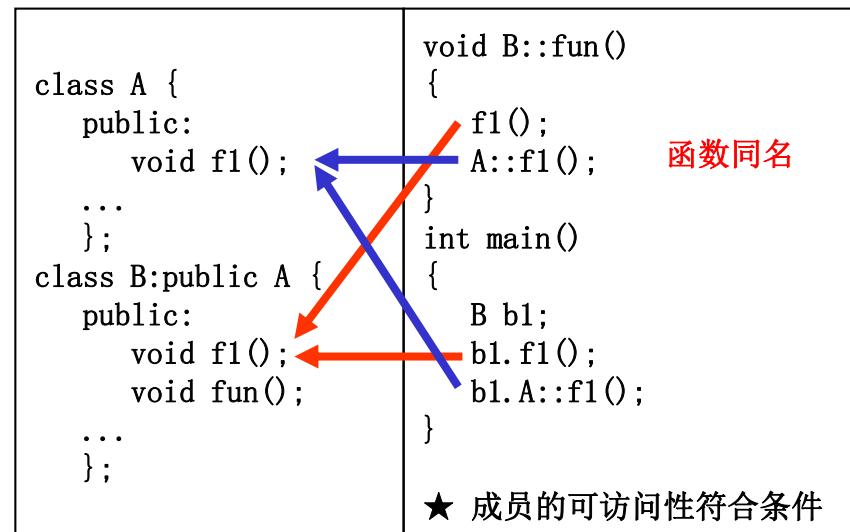 class A {
public:
void f1();
...
};
class B:public A {
public:
void f1();
void fun();
...
};
void B::fun()
{
f1();
A::f1();
函数同名
}
int main()
{
B b1;
b1.f1();
b1.A::f1();
}
★ 成员的可访问性符合条件